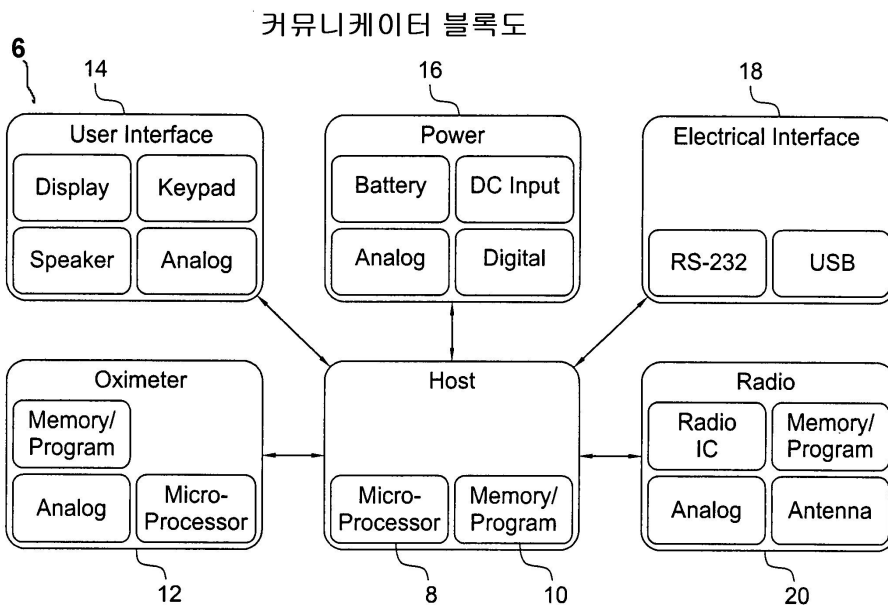 커뮤니케이터 블록도
6
14
16
18
User Interface
Display
Keypad
Speaker
Analog
Power
Battery
DC Input
Analog
Digital
Electrical Interface
RS-232
USB
Oximeter
Memory/
Program
Analog
Micro-
Processor
Host
Micro-
Processor
Memory/
Program
Radio
Radio
IC
Memory/
Program
Analog
Antenna
12
8
10
20